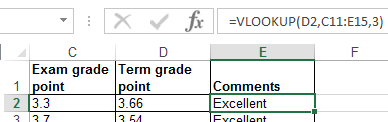 fx =VLOOKUP(D2,C11:E15,3)
C D E
Exam grade Term grade
1 point point Comments
2 3.3 3.66 Excellent
3 3.7 3.54 Excellent